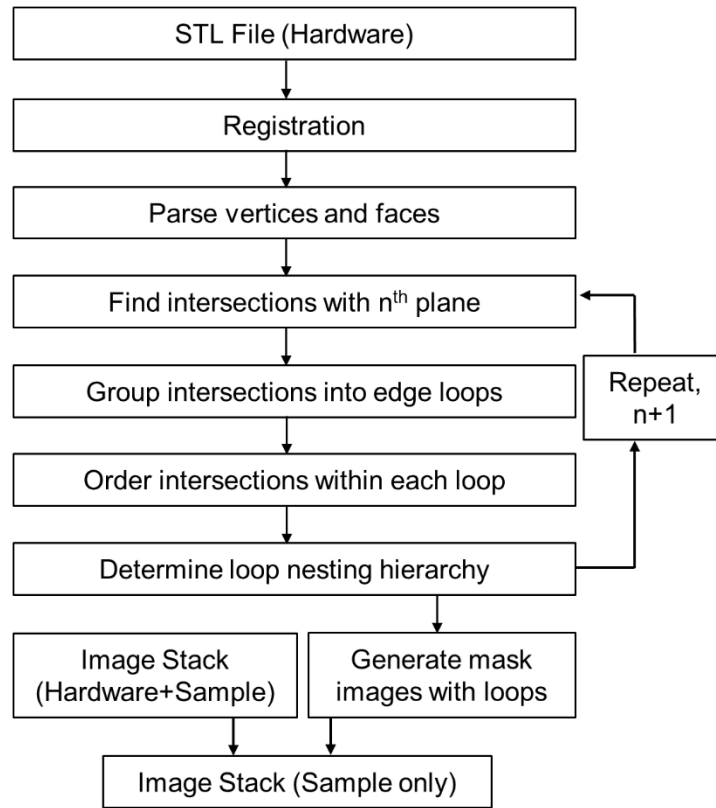 STL File (Hardware)
Registration
Parse vertices and faces
Find intersections with nth plane
Group intersections into edge loops
Repeat,
n+1
Order intersections within each loop
Determine loop nesting hierarchy
Image Stack
(Hardware+Sample)
Generate mask
images with loops
Image Stack (Sample only)